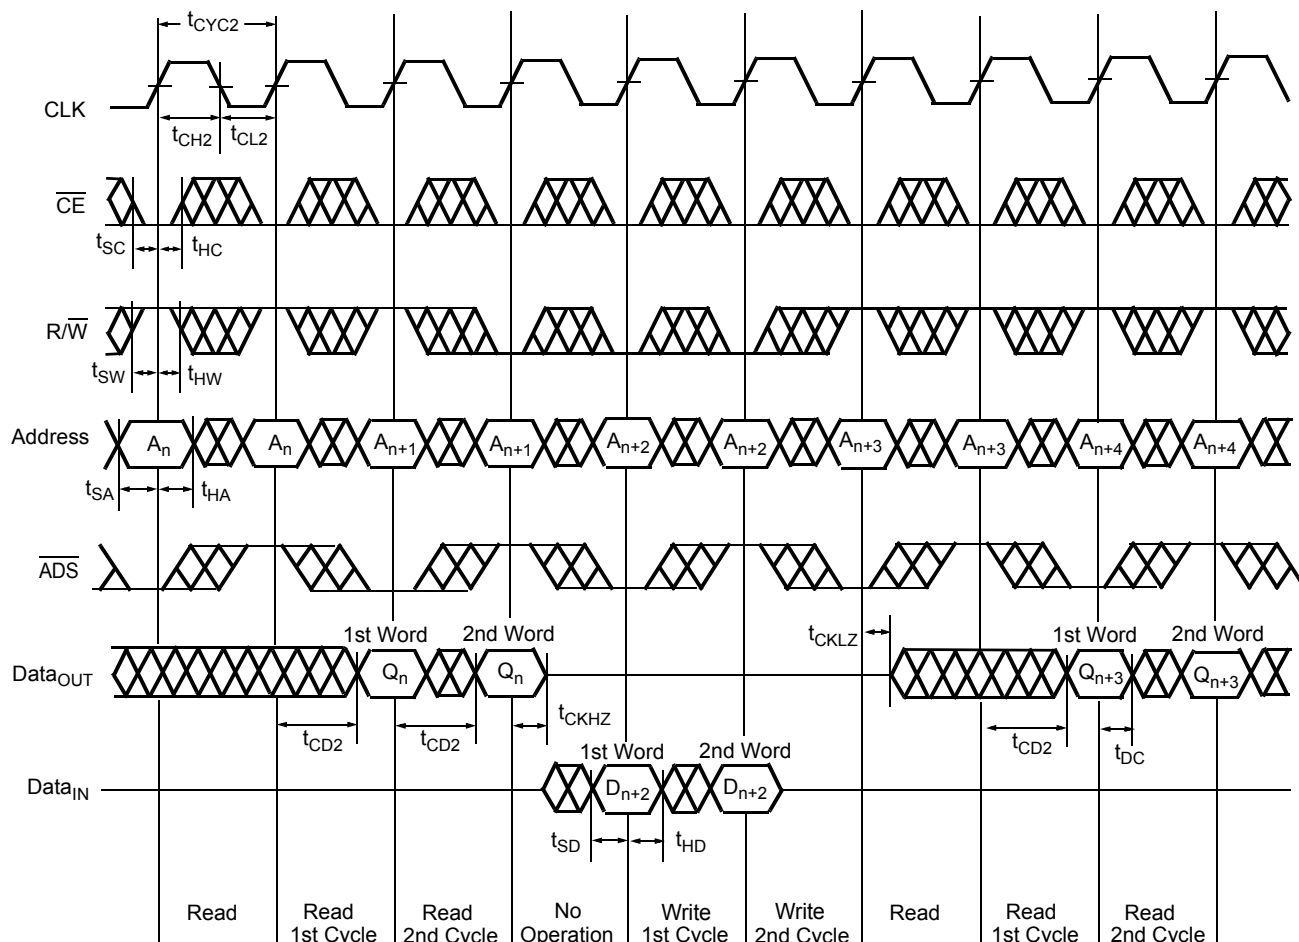 tCYC2
CLK
tCH2 tCL2
CE
tSC tHC
R/W
tSW tHW
Address An An An+1 An+1 An+2 An+2 An+3 An+3 An+4 An+4
tSA tHA
ADS
1st Word 2nd Word tCKLZ 1st Word 2nd Word
DataOUT Qn Qn Qn+3 Qn+3
tCD2 tCD2 tCKHZ tCD2 tDC
1st Word 2nd Word
DataIN Dn+2 Dn+2
tSD tHD
Read Read Read No Write Write Read Read Read
1st Cycle 2nd Cycle Operation 1st Cycle 2nd Cycle 1st Cycle 2nd Cycle